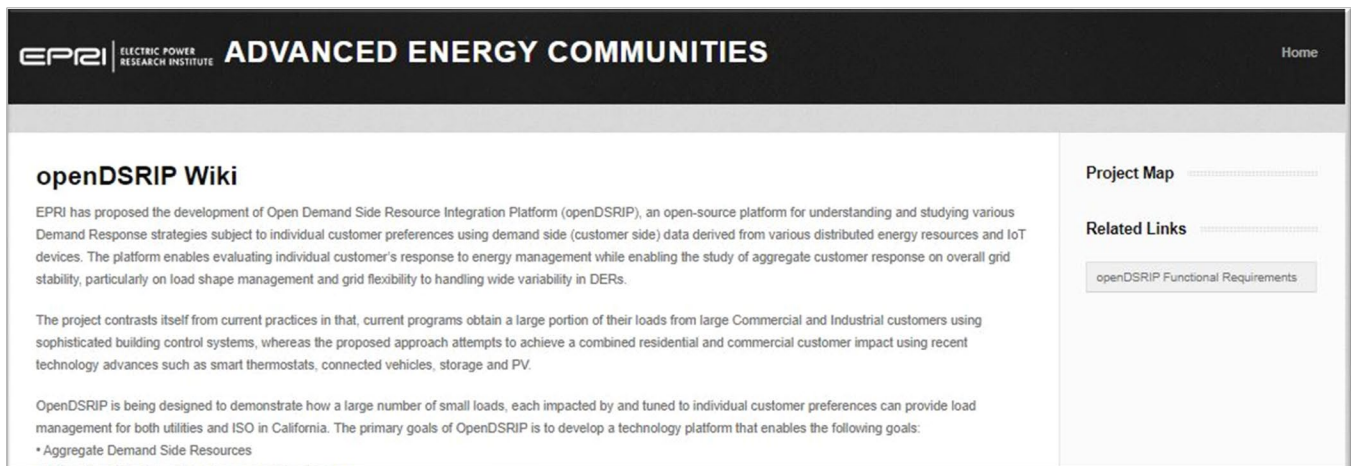 EPRI ELECTRIC POWER RESEARCH INSTITUTE ADVANCED ENERGY COMMUNITIES
Home
openDSRIP Wiki
EPRI has proposed the development of Open Demand Side Resource Integration Platform (openDSRIP), an open-source platform for understanding and studying various
Demand Response strategies subject to individual customer preferences using demand side (customer side) data derived from various distributed energy resources and IoT
devices. The platform enables evaluating individual customer's response to energy management while enabling the study of aggregate customer response on overall grid
stability, particularly on load shape management and grid flexibility to handling wide variability in DERs.
The project contrasts itself from current practices in that, current programs obtain a large portion of their loads from large Commercial and Industrial customers using
sophisticated building control systems, whereas the proposed approach attempts to achieve a combined residential and commercial customer impact using recent
technology advances such as smart thermostats, connected vehicles, storage and PV.
OpenDSRIP is being designed to demonstrate how a large number of small loads, each impacted by and tuned to individual customer preferences can provide load
management for both utilities and ISO in California. The primary goals of OpenDSRIP is to develop a technology platform that enables the following goals:
• Aggregate Demand Side Resources
Project Map
Related Links
openDSRIP Functional Requirements